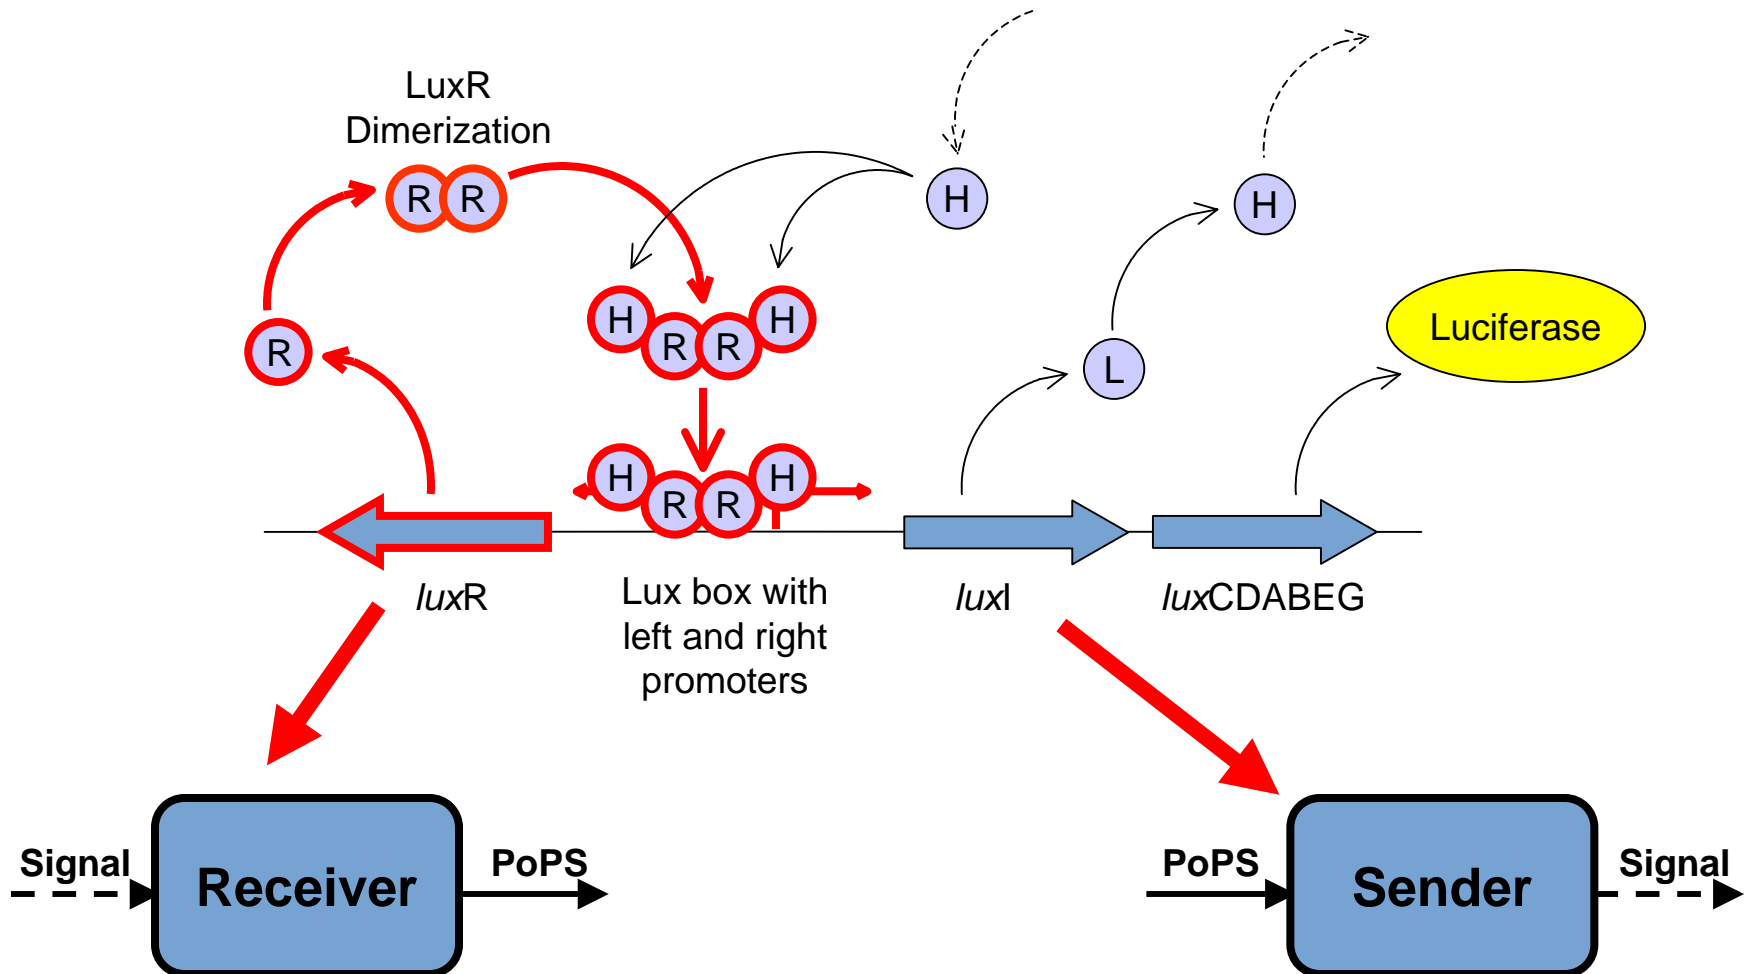 LuxR
Dimerization
R R
H
H
H
H
R R
R
L
Luciferase
H
H
R R
luxR
Lux box with
left and right
promoters
luxI
luxCDABEG
Signal
Receiver
PoPS
PoPS
Sender
Signal